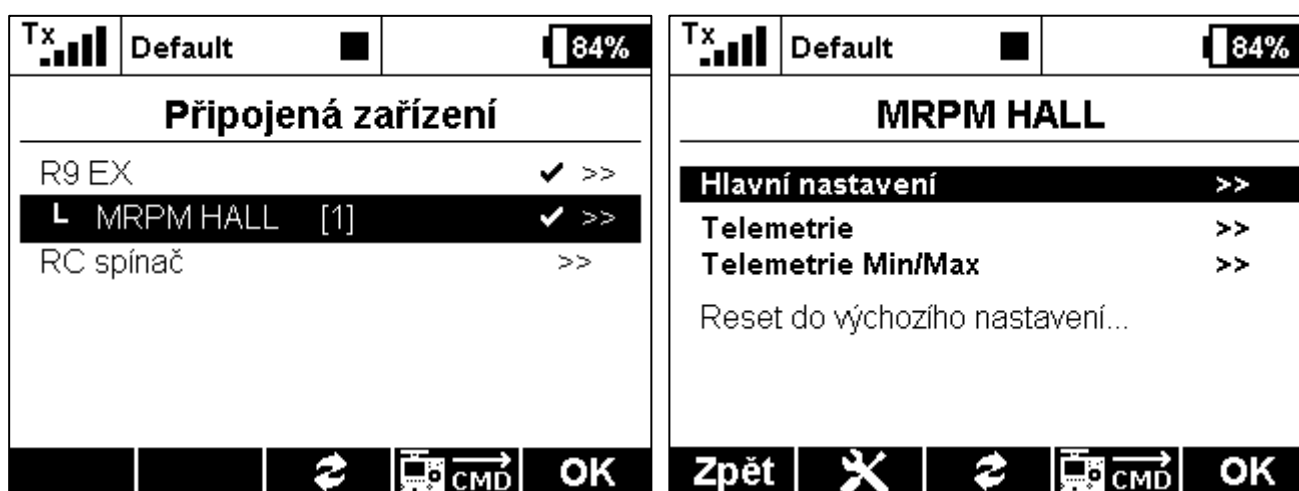 Tx Default 84%
Připojená zařízení
R9 EX >>
MRPM HALL [1] >>
RC spínač >>
CMD OK
Tx Default 84%
MRPM HALL
Hlavní nastavení >>
Telemetrie >>
Telemetrie Min/Max >>
Reset do výchozího nastavení...
Zpět CMD OK